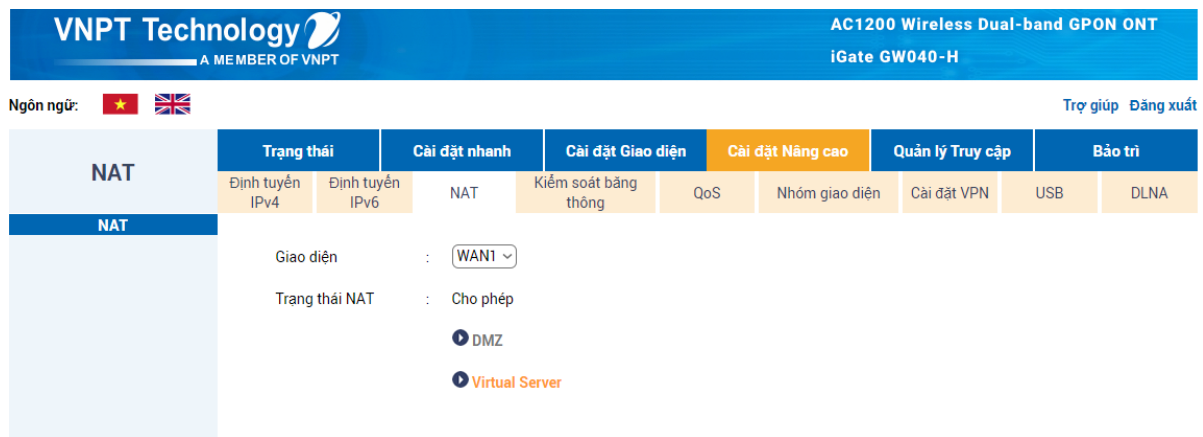 VNPT Technology
A MEMBER OF VNPT
AC1200 Wireless Dual-band GPON ONT
iGate GW040-H
Ngôn ngữ:
Trợ giúp Đăng xuất
NAT
Trạng thái Cài đặt nhanh Cài đặt Giao diện Cài đặt Nâng cao Quản lý Truy cập Bảo trì
Định tuyến IPv4 Định tuyến IPv6 NAT Kiểm soát băng thông QoS Nhóm giao diện Cài đặt VPN USB DLNA
NAT
Giao diện : WAN1
Trạng thái NAT : Cho phép
DMZ
Virtual Server